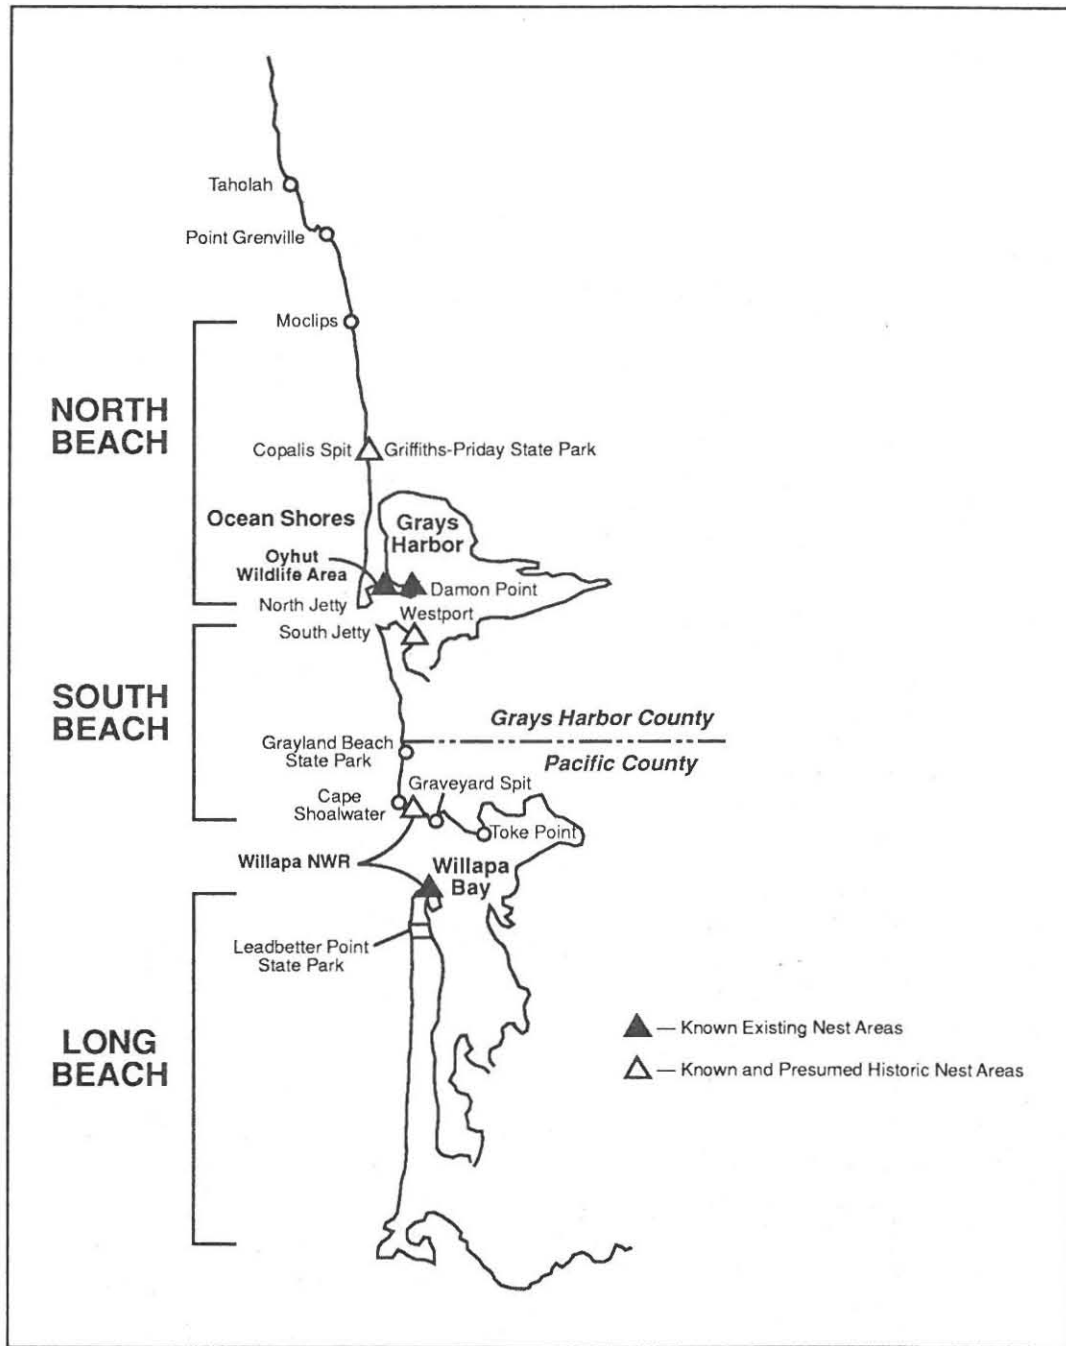 Taholah
Point Grenville
Moclips
NORTH
BEACH
Copalis Spit
Griffiths-Priday State Park
Ocean Shores
Grays
Harbor
Oyhut
Wildlife Area
Damon Point
North Jetty
Westport
South Jetty
SOUTH
BEACH
Grays Harbor County
Grayland Beach
State Park
Pacific County
Graveyard Spit
Cape
Shoalwater
Toke Point
Willapa NWR
Willapa
Bay
Leadbetter Point
State Park
LONG
BEACH
— Known Existing Nest Areas
— Known and Presumed Historic Nest Areas